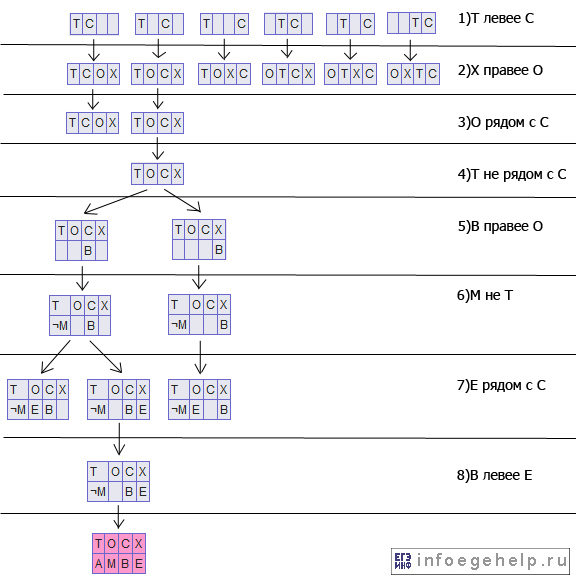 Т С Т С Т С Т С Т С Т С 1)Т левее С
Т С О Х Т О С Х Т О Х С О Т С Х О Т Х С О Х Т С 2)Х правее О
Т С О Х Т О С Х 3)О рядом с С
Т О С Х 4)Т не рядом с С
Т О С Х Т О С Х 5)В правее О
В В
Т О С Х Т О С Х 6)М не Т
¬М В ¬М В
Т О С Х Т О С Х Т О С Х 7)Е рядом с С
¬М Е В ¬М В Е ¬М Е В
Т О С Х 8)В левее Е
¬М В Е
Т О С Х
А М В Е
ЕГЭ
ИНФ
infoegehelp.ru